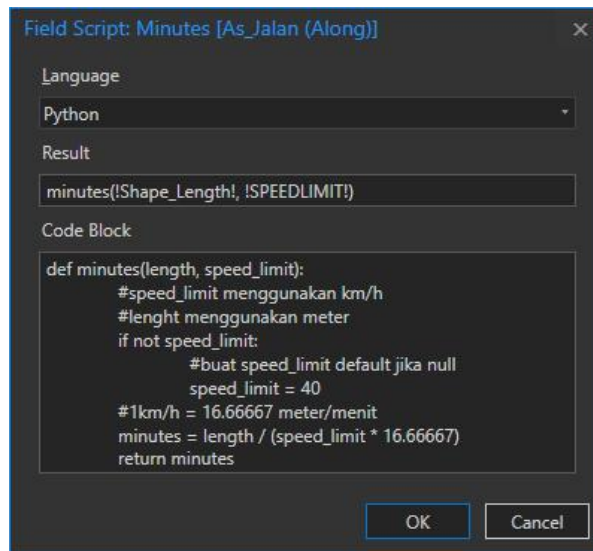 Field Script: Minutes [As_Jalan (Along)]
Language
Python
Result
minutes(!Shape_Length!, !SPEEDLIMIT!)
Code Block
def minutes(length, speed_limit):
#speed_limit menggunakan km/h
#lenght menggunakan meter
if not speed_limit:
#buat speed_limit default jika null
speed_limit = 40
#1km/h = 16.66667 meter/menit
minutes = length / (speed_limit * 16.66667)
return minutes
OK Cancel